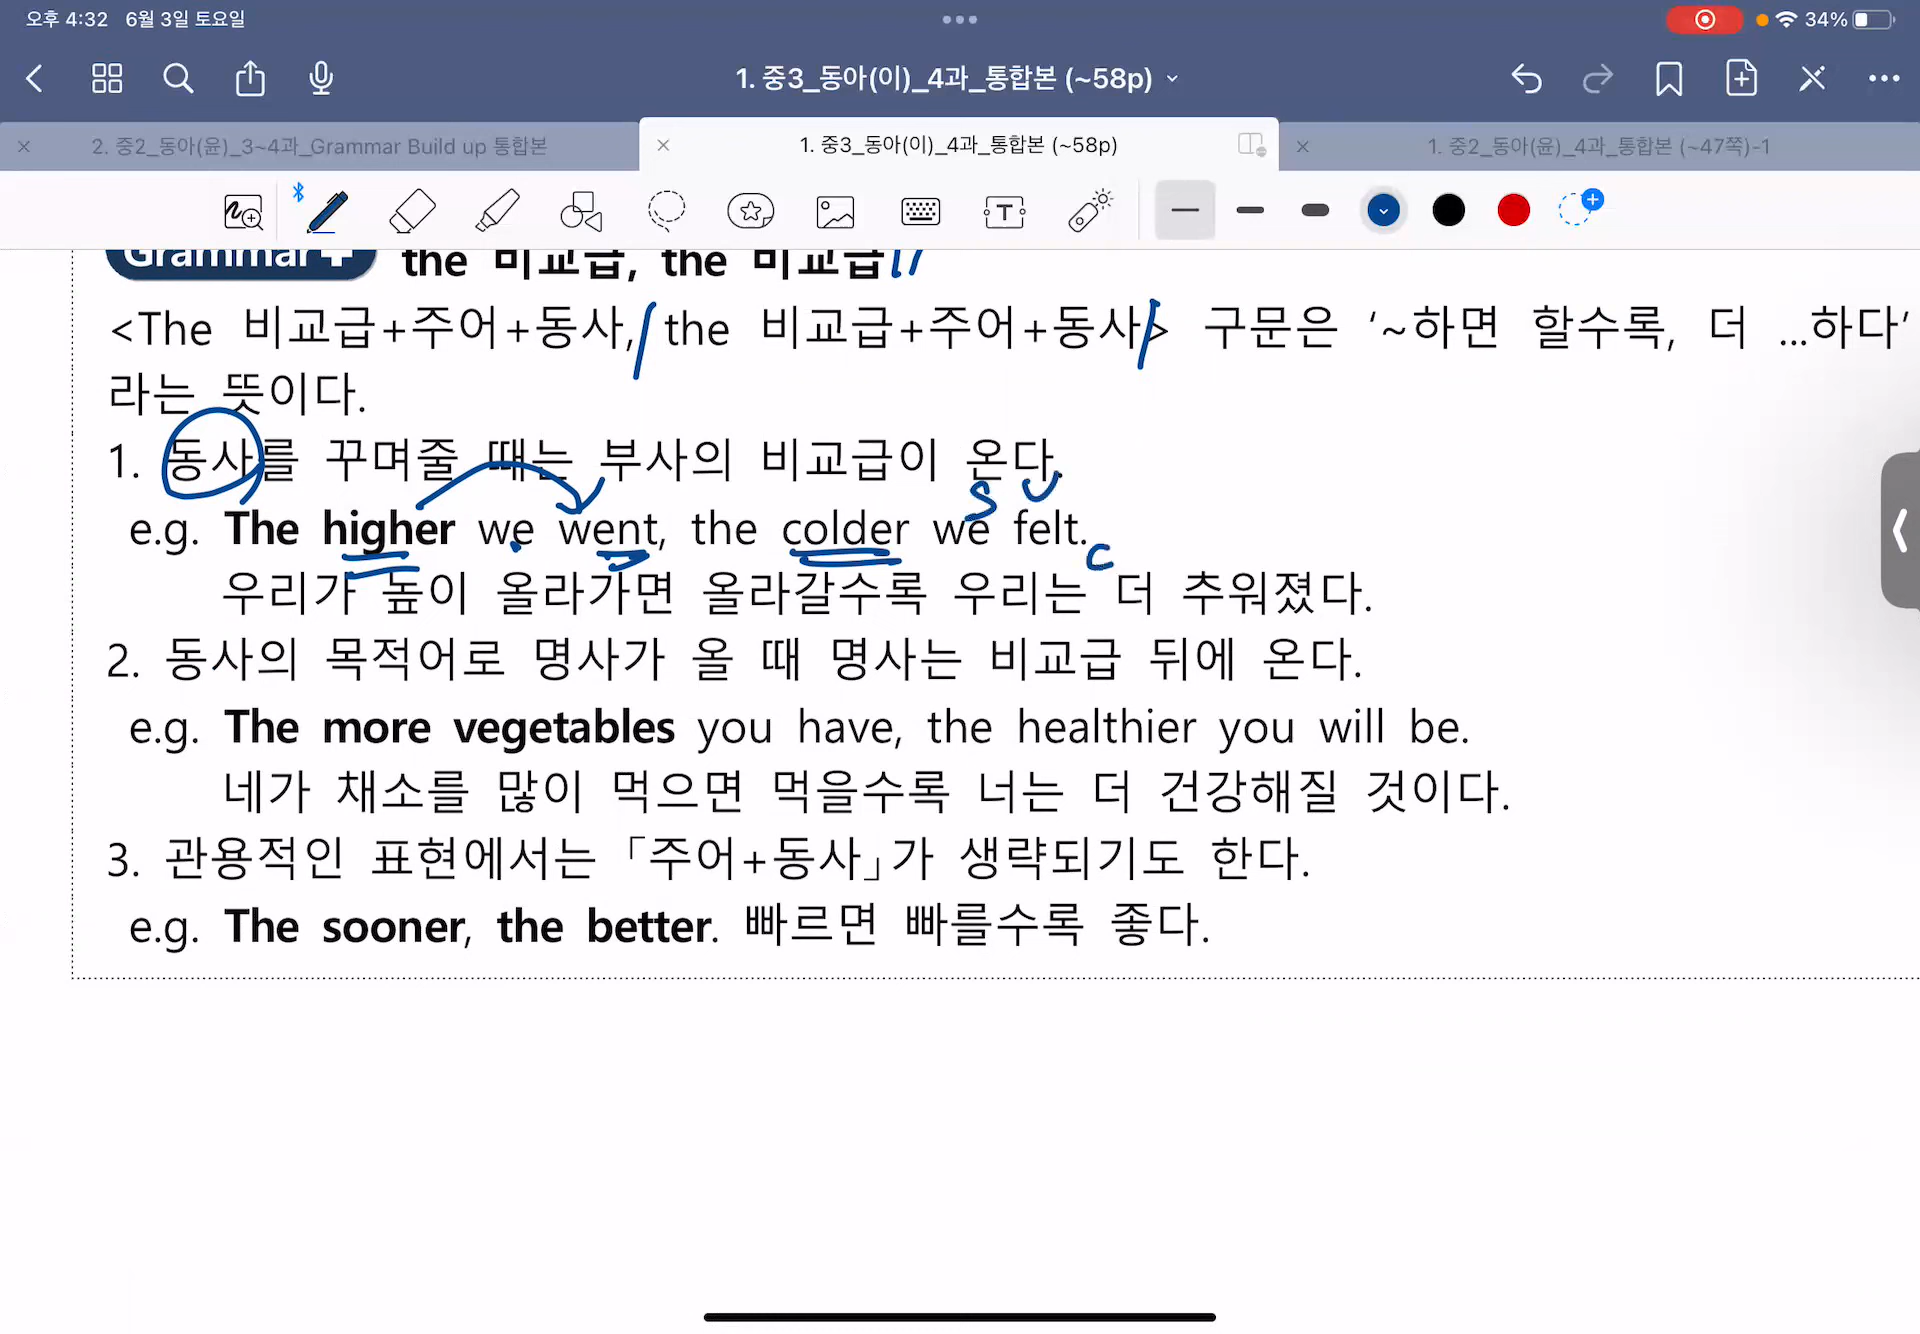 오후 4:32 6월 3일 토요일
34%
1. 중3_동아(이)_4과_통합본 (~58p)
2. 중2_동아(윤)_3~4과_Grammar Build up 통합본
1. 중3_동아(이)_4과_통합본 (~58p)
1. 중2_동아(윤)_4과_통합본 (~47쪽)-1
Grammar+ the 비교급, the 비교급
<The 비교급+주어+동사, the 비교급+주어+동사> 구문은 ‘~하면 할수록, 더 ...하다’
라는 뜻이다.
1. 동사를 꾸며줄 때는 부사의 비교급이 온다.
S V
e.g. The higher we went, the colder we felt.
C
우리가 높이 올라가면 올라갈수록 우리는 더 추워졌다.
2. 동사의 목적어로 명사가 올 때 명사는 비교급 뒤에 온다.
e.g. The more vegetables you have, the healthier you will be.
네가 채소를 많이 먹으면 먹을수록 너는 더 건강해질 것이다.
3. 관용적인 표현에서는 「주어+동사」가 생략되기도 한다.
e.g. The sooner, the better. 빠르면 빠를수록 좋다.